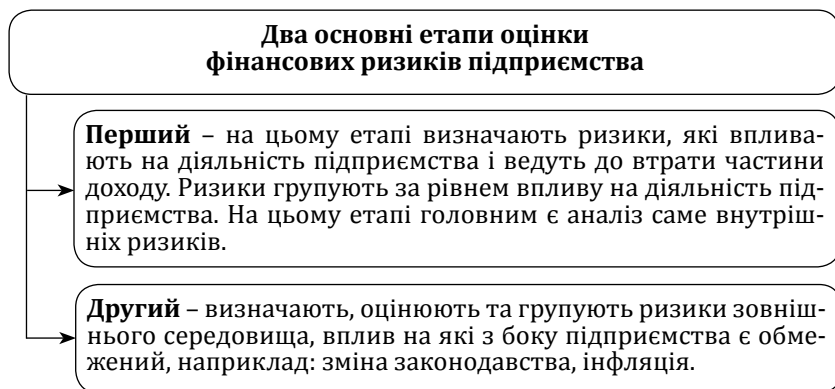 Два основні етапи оцінки
фінансових ризиків підприємства
Перший – на цьому етапі визначають ризики, які вплива-
ють на діяльність підприємства і ведуть до втрати частини
доходу. Ризики групують за рівнем впливу на діяльність під-
приємства. На цьому етапі головним є аналіз саме внутріш-
ніх ризиків.
Другий – визначають, оцінюють та групують ризики зовніш-
нього середовища, вплив на які з боку підприємства є обме-
жений, наприклад: зміна законодавства, інфляція.